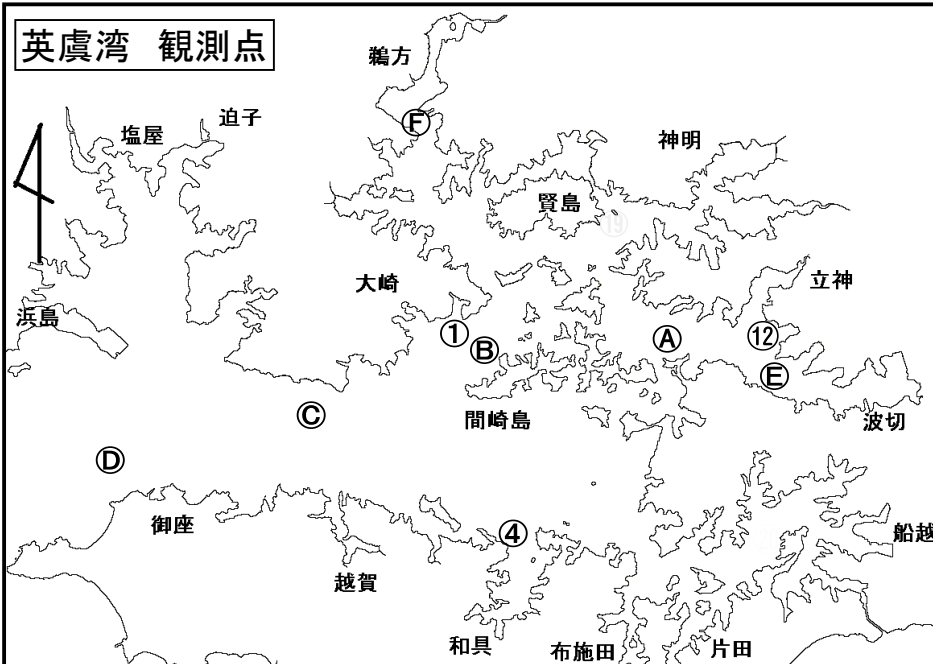 英虞湾 観測点
鵜方
Ⓕ
迫子
塩屋
神明
賢島
⑲
大崎
立神
浜島
①
Ⓑ
Ⓐ
⑫
Ⓔ
Ⓒ
間崎島
波切
Ⓓ
御座
④
船越
越賀
和具
布施田
片田